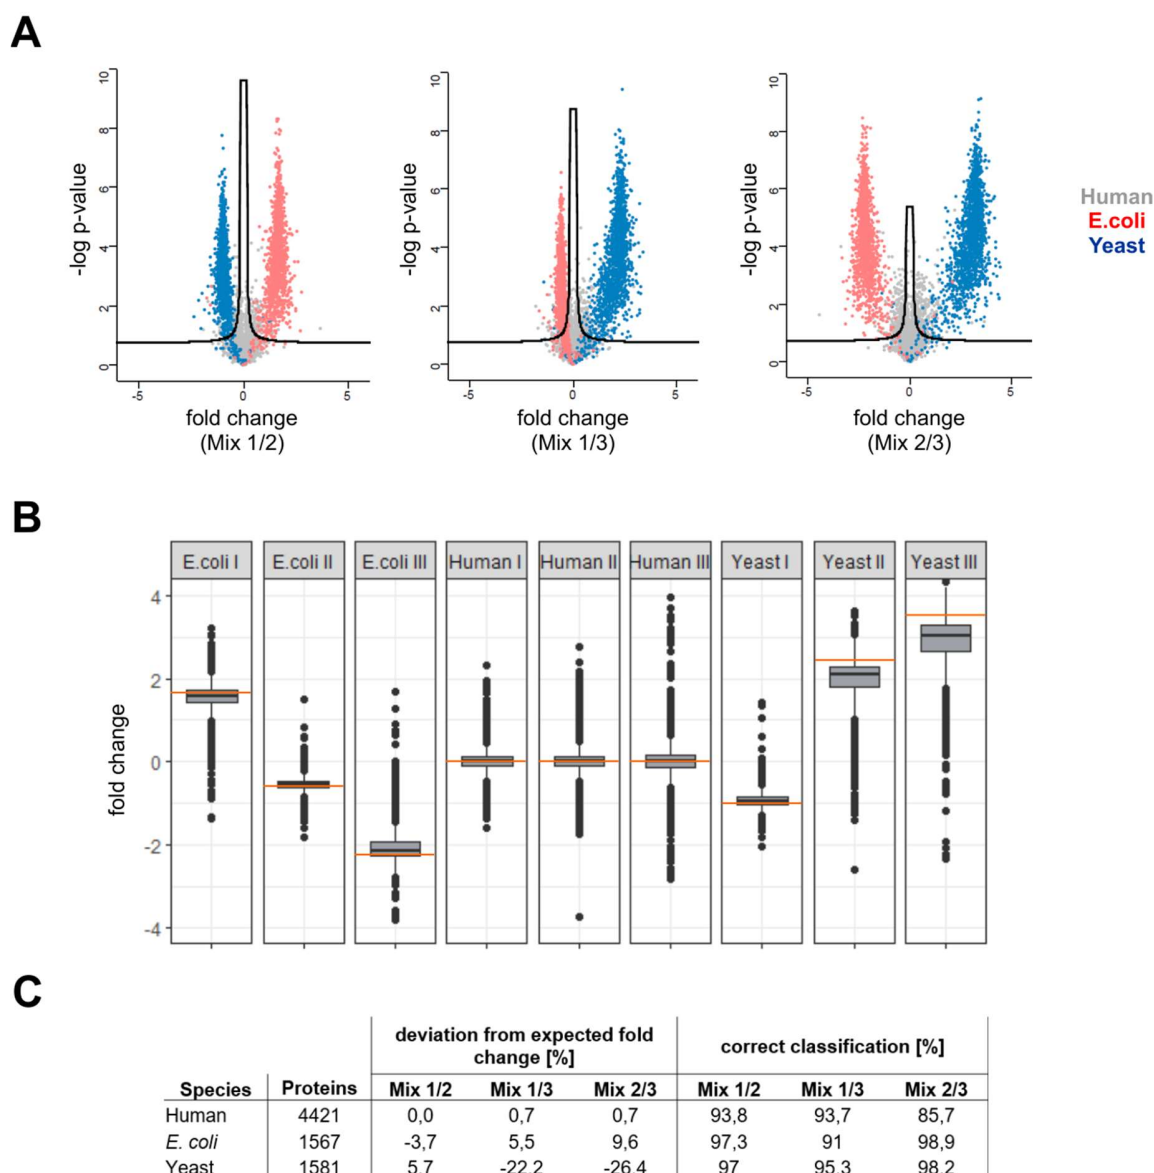 A
10
8
6
4
2
0
-log p-value
-5
0
5
fold change
(Mix 1/2)
10
8
6
4
2
0
-log p-value
-5
0
5
fold change
(Mix 1/3)
10
8
6
4
2
0
-log p-value
-5
0
5
fold change
(Mix 2/3)
Human
E.coli
Yeast
B
E.coli I E.coli II E.coli III Human I Human II Human III Yeast I Yeast II Yeast III
4
2
0
-2
-4
fold change
C
deviation from expected fold change [%] correct classification [%]
Species Proteins Mix 1/2 Mix 1/3 Mix 2/3 Mix 1/2 Mix 1/3 Mix 2/3
Human 4421 0,0 0,7 0,7 93,8 93,7 85,7
E. coli 1567 -3,7 5,5 9,6 97,3 91 98,9
Yeast 1581 5,7 -22,2 -26,4 97 95,3 98,2